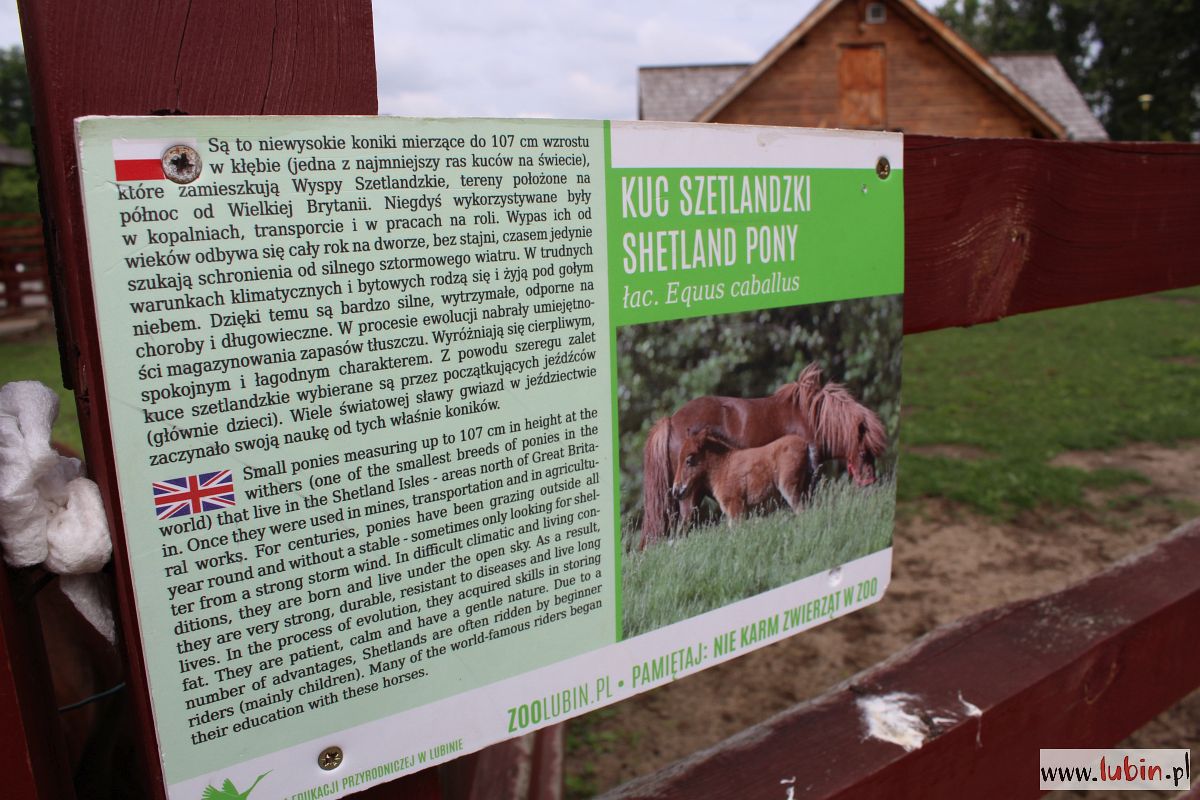 Są to niewysokie koniki mierzące do 107 cm wzrostu
w kłębie (jedna z najmniejszy ras kuców na świecie),
które zamieszkują Wyspy Szetlandzkie, tereny położone na
północ od Wielkiej Brytanii. Niegdyś wykorzystywane były
w kopalniach, transporcie i w pracach na roli. Wypas ich od
wieków odbywa się cały rok na dworze, bez stajni, czasem jedynie
szukają schronienia od silnego sztormowego wiatru. W trudnych
warunkach klimatycznych i bytowych rodzą się i żyją pod gołym
niebem. Dzięki temu są bardzo silne, wytrzymałe, odporne na
choroby i długowieczne. W procesie ewolucji nabrały umiejętno-
ści magazynowania zapasów tłuszczu. Wyróżniają się cierpliwym,
spokojnym i łagodnym charakterem. Z powodu szeregu zalet
kuce szetlandzkie wybierane są przez początkujących jeźdźców
(głównie dzieci). Wiele światowej sławy gwiazd w jeździectwie
zaczynało swoją naukę od tych właśnie koników.
Small ponies measuring up to 107 cm in height at the
withers (one of the smallest breeds of ponies in the
world) that live in the Shetland Isles - areas north of Great Brita-
in. Once they were used in mines, transportation and in agricultu-
ral works. For centuries, ponies have been grazing outside all
year round and without a stable - sometimes only looking for shel-
ter from a strong storm wind. In difficult climatic and living con-
ditions, they are born and live under the open sky. As a result,
they are very strong, durable, resistant to diseases and live long
lives. In the process of evolution, they acquired skills in storing
fat. They are patient, calm and have a gentle nature. Due to a
number of advantages, Shetlands are often ridden by beginner
riders (mainly children). Many of the world-famous riders began
their education with these horses.
KUC SZETLANDZKI
SHETLAND PONY
łac. Equus caballus
ZOOLUBIN.PL • PAMIĘTAJ: NIE KARM ZWIERZĄT W ZOO
EDUKACJI PRZYRODNICZEJ W LUBINIE
www.lubin.pl